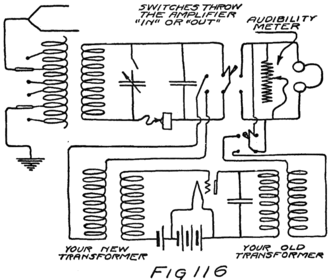 SWITCHES THROW
THE AMPLIFIER
"IN" OR "OUT"
AUDIBILITY
METER
YOUR NEW
TRANSFORMER
YOUR OLD
TRANSFORMER
FIG 116